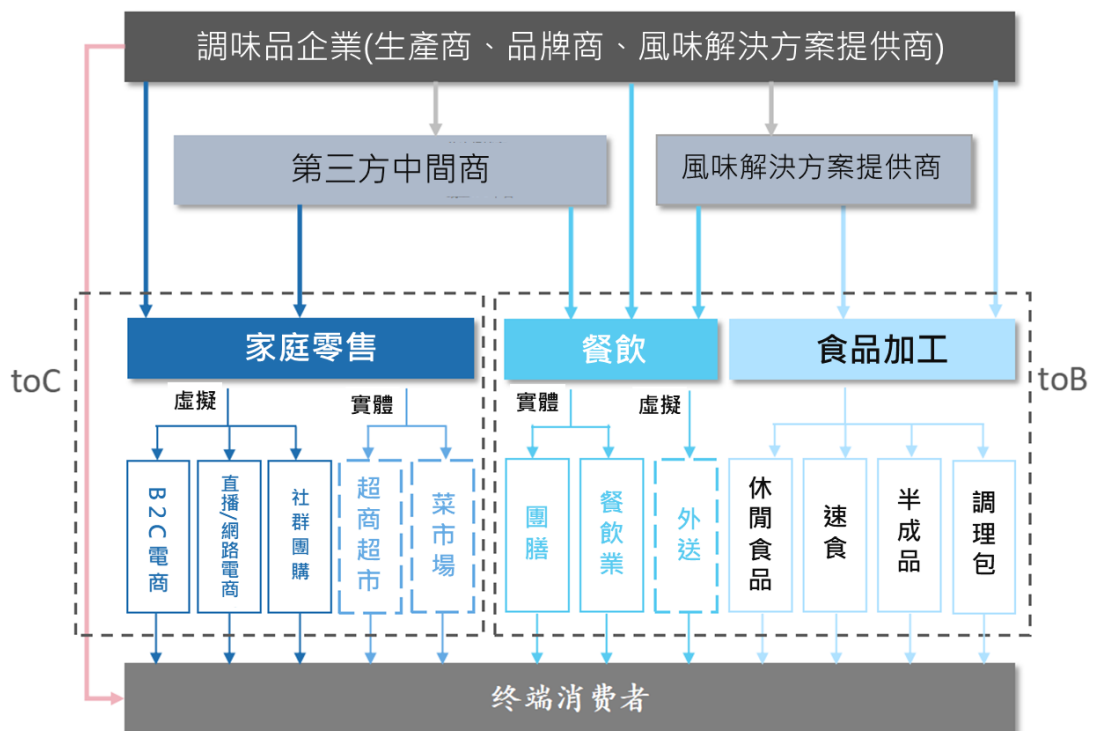 調味品企業(生產商、品牌商、風味解決方案提供商)
第三方中間商
風味解決方案提供商
toC
家庭零售
餐飲
食品加工
toB
虛擬
實體
實體
虛擬
B2C電商
直播/網路電商
社群團購
超商超市
菜市場
團膳
餐飲業
外送
休閒食品
速食
半成品
調理包
终端消费者